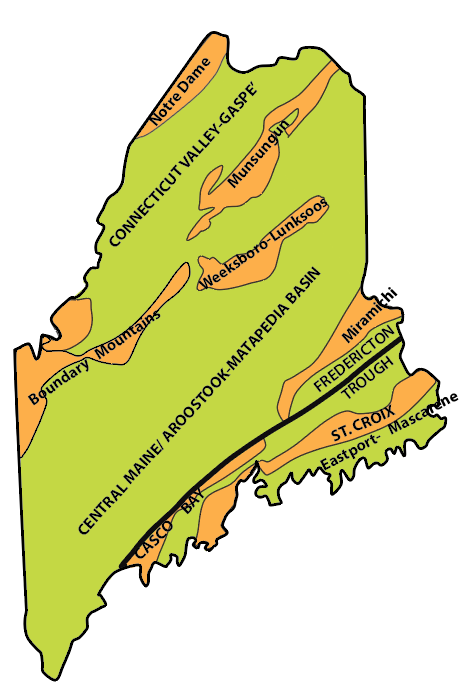 Notre Dame
CONNECTICUT VALLEY-GASPE'
Munsungun
Weeksboro-Lunksoos
Boundary Mountains
CENTRAL MAINE/ AROOSTOOK-MATAPEDIA BASIN
Miramichi
FREDERICTON
TROUGH
ST. CROIX
Eastport- Mascarene
CASCO BAY